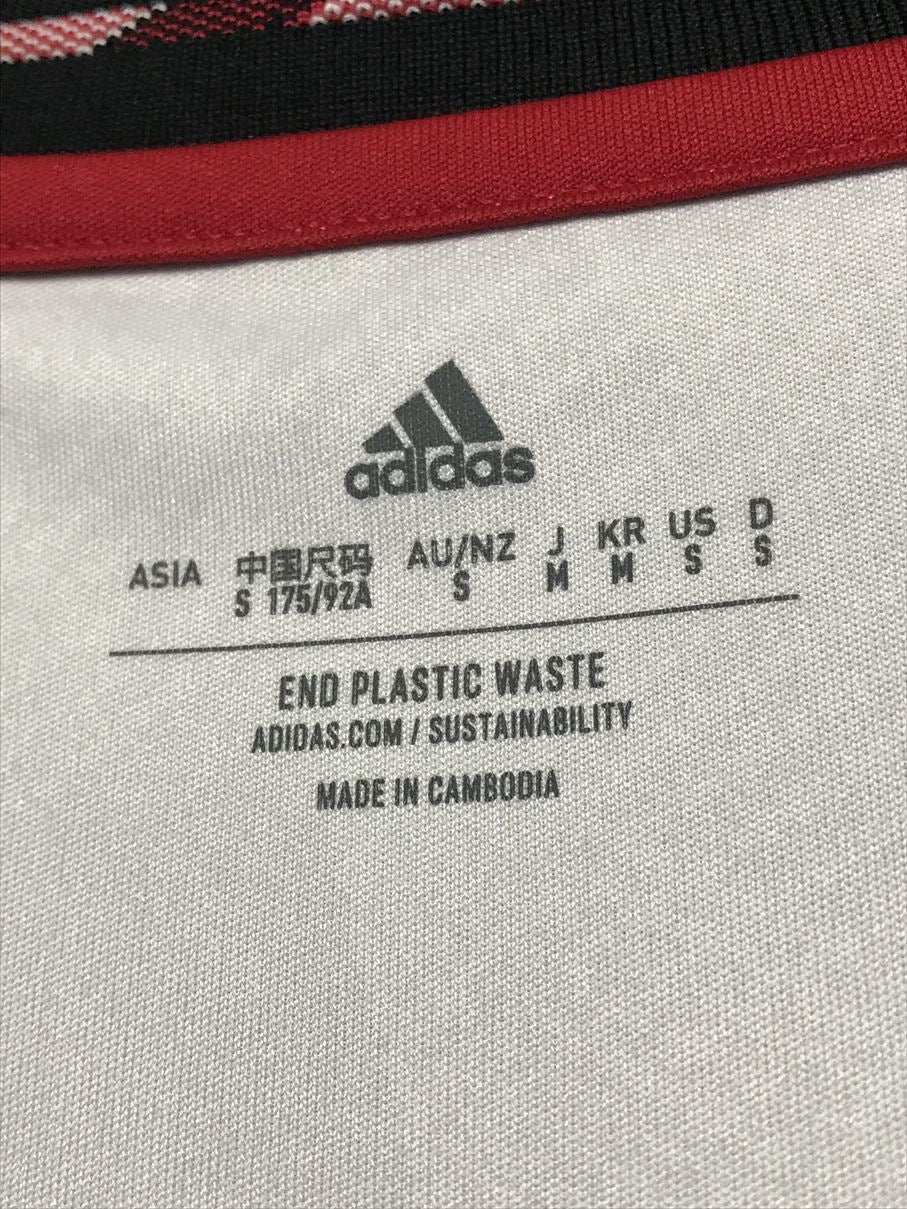 adidas
ASIA 中国尺码 AU/NZ J KR US D
S 175/92A S M M S S
END PLASTIC WASTE
ADIDAS.COM / SUSTAINABILITY
MADE IN CAMBODIA